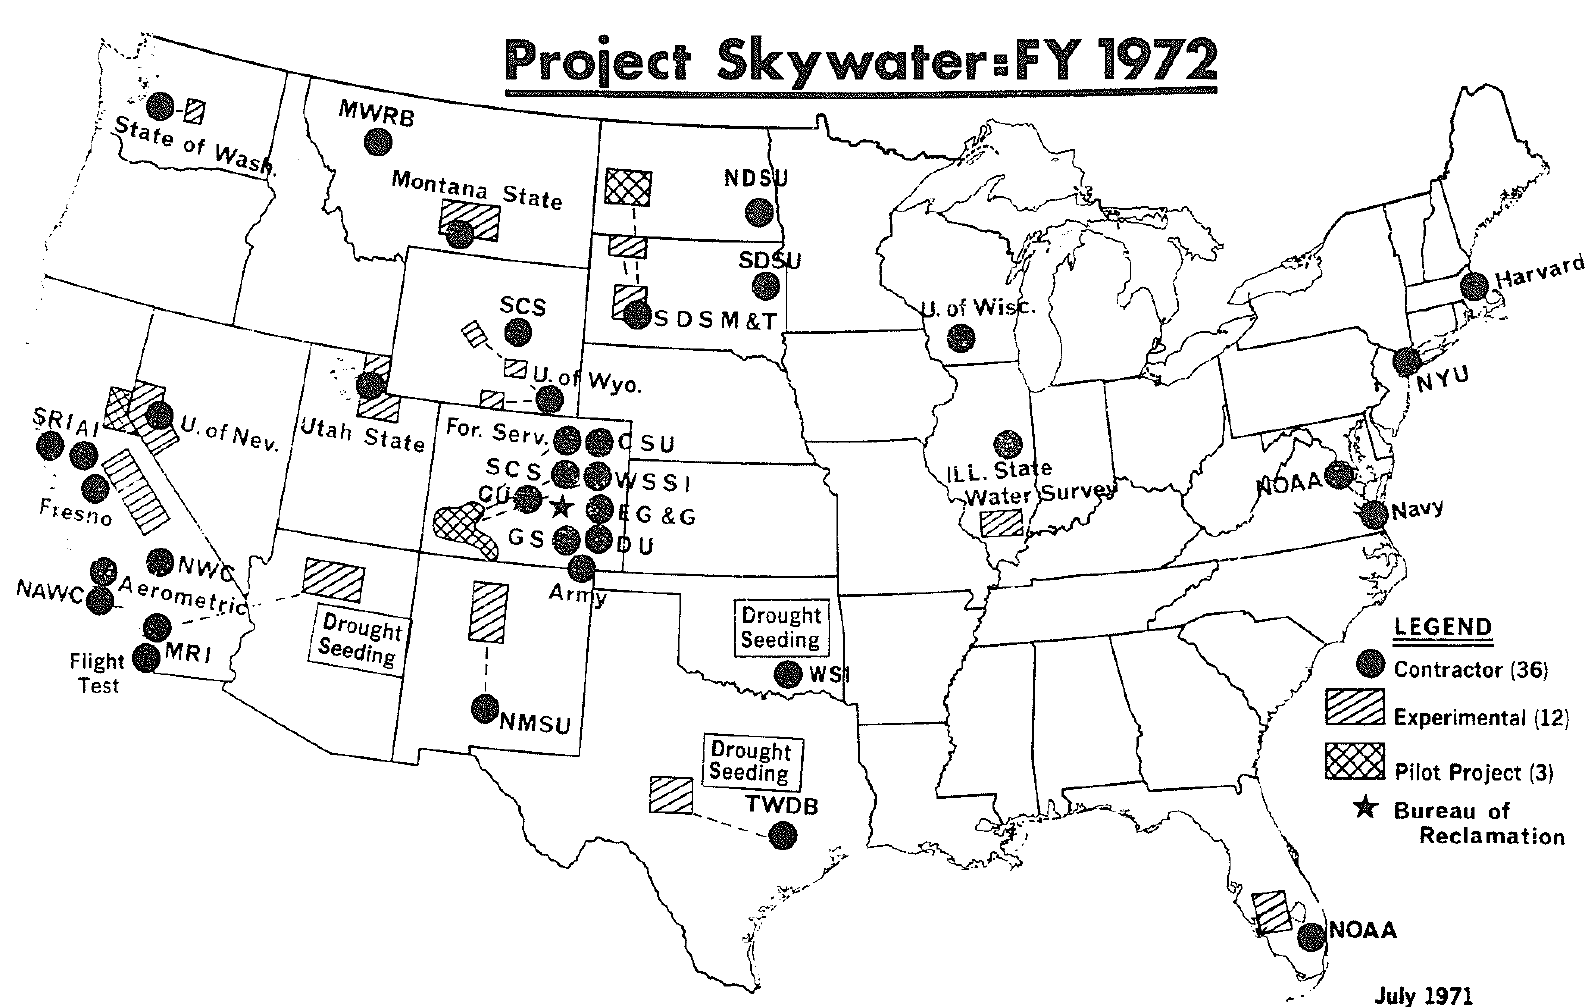 Project Skywater:FY 1972
State of Wash.
MWRB
Montana State
NDSU
SDSU
SDSM&T
SCS
U. of Wyo.
U. of Wisc.
Harvard
NYU
SRI
AI
U. of Nev.
Utah State
Fresno
For. Serv.
CSU
SCS
WSSI
CU
EG&G
GS
DU
Army
ILL. State
Water Survey
NOAA
Navy
NWC
NAWC
Aerometric
MRI
Flight
Test
Drought
Seeding
NMSU
Drought
Seeding
WSI
Drought
Seeding
TWDB
NOAA
LEGEND
Contractor (36)
Experimental (12)
Pilot Project (3)
Bureau of
Reclamation
July 1971